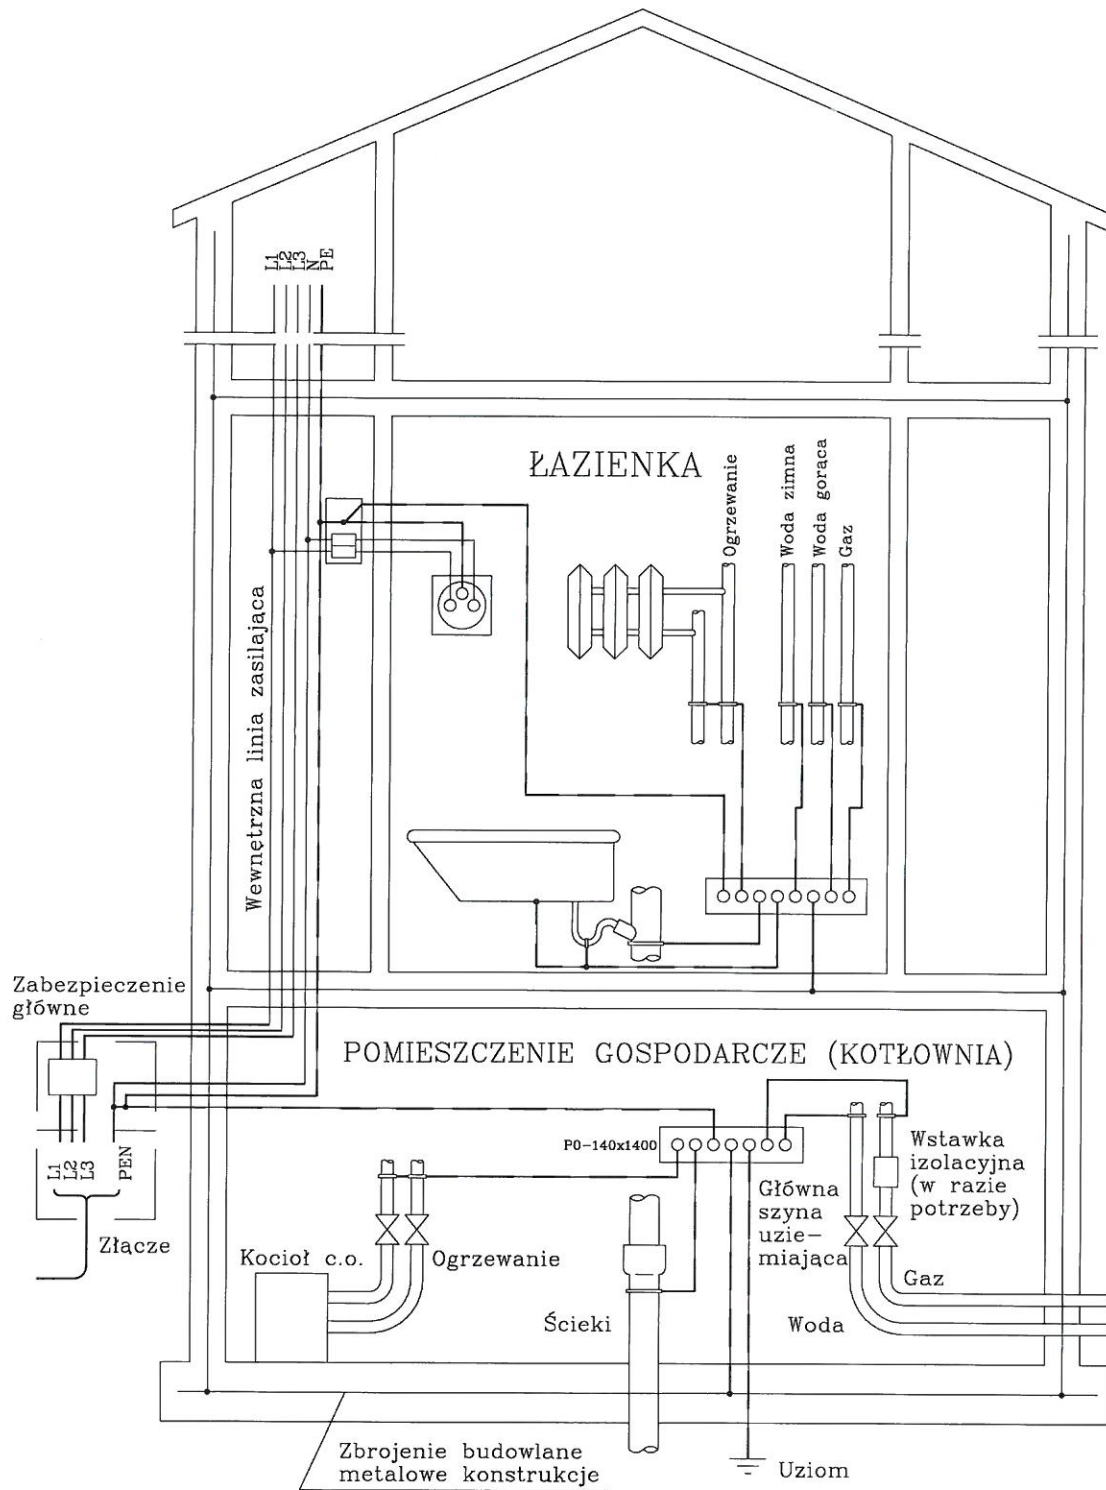 L1
L2
L3
N
PE
ŁAZIENKA
Ogrzewanie
Woda zimna
Woda gorąca
Gaz
Wewnętrzna linia zasilająca
Zabezpieczenie
główne
POMIESZCZENIE GOSPODARCZE (KOTŁOWNIA)
L1
L2
L3
PEN
Złącze
PO-140x1400
Główna
szyna
uzie-
miająca
Wstawka
izolacyjna
(w razie
potrzeby)
Kocioł c.o.
Ogrzewanie
Ścieki
Woda
Gaz
Zbrojenie budowlane
metalowe konstrukcje
Uziom